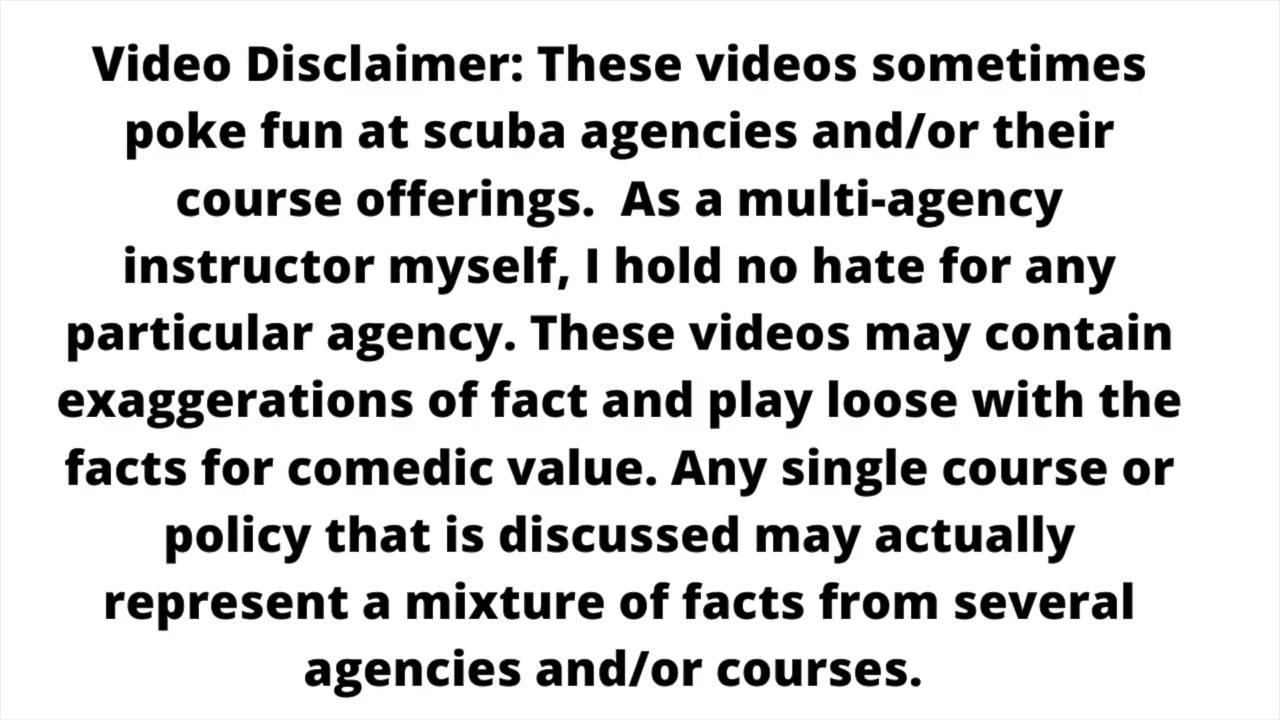 Video Disclaimer: These videos sometimes
poke fun at scuba agencies and/or their
course offerings.  As a multi-agency
instructor myself, I hold no hate for any
particular agency. These videos may contain
exaggerations of fact and play loose with the
facts for comedic value. Any single course or
policy that is discussed may actually
represent a mixture of facts from several
agencies and/or courses.